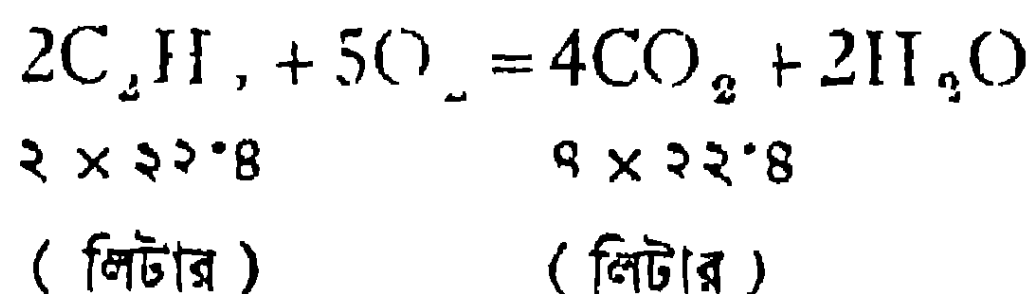 2C₂H₂ + 5O₂ = 4CO₂ + 2H₂O
২ × ২২·৪ ৪ × ২২·৪
( লিটার ) ( লিটার )